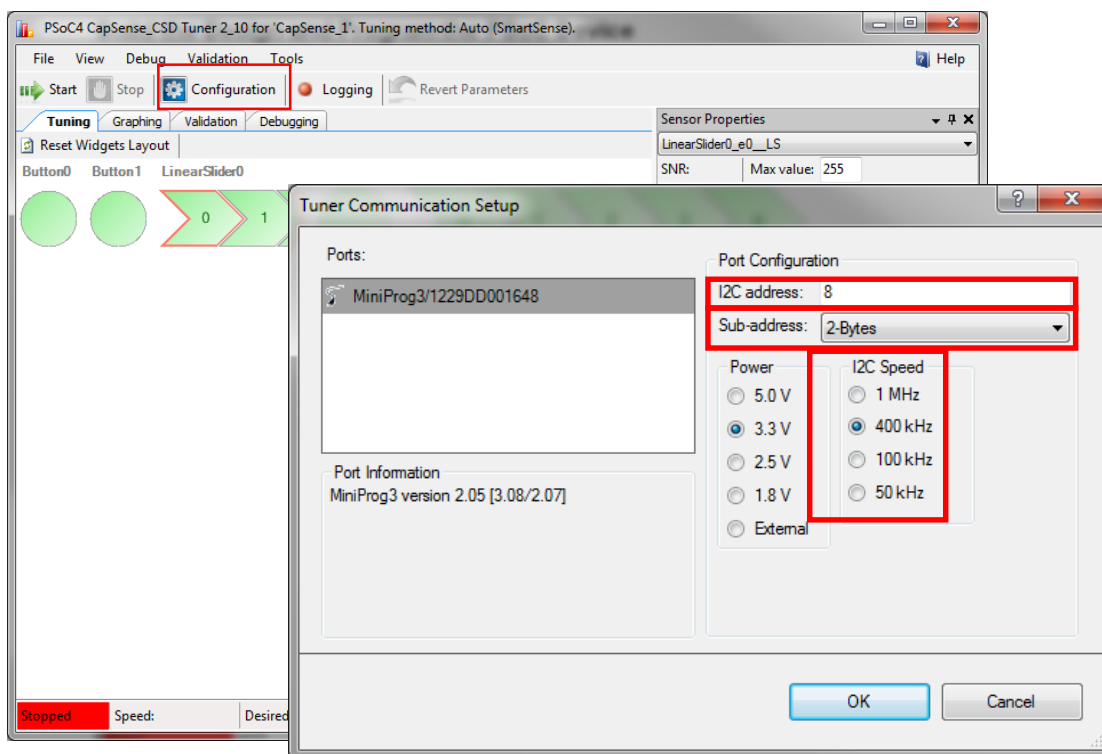 PSoC4 CapSense_CSD Tuner 2_10 for 'CapSense_1'. Tuning method: Auto (SmartSense).
File View Debug Validation Tools Help
Start Stop Configuration Logging Revert Parameters
Tuning Graphing Validation Debugging
Reset Widgets Layout
Button0 Button1 LinearSlider0
0 1
Sensor Properties
LinearSlider0_e0__LS
SNR: Max value: 255
Tuner Communication Setup
Ports:
MiniProg3/1229DD001648
Port Information
MiniProg3 version 2.05 [3.08/2.07]
Port Configuration
I2C address: 8
Sub-address: 2-Bytes
Power
5.0 V
3.3 V
2.5 V
1.8 V
External
I2C Speed
1 MHz
400 kHz
100 kHz
50 kHz
OK Cancel
Stopped Speed: Desired